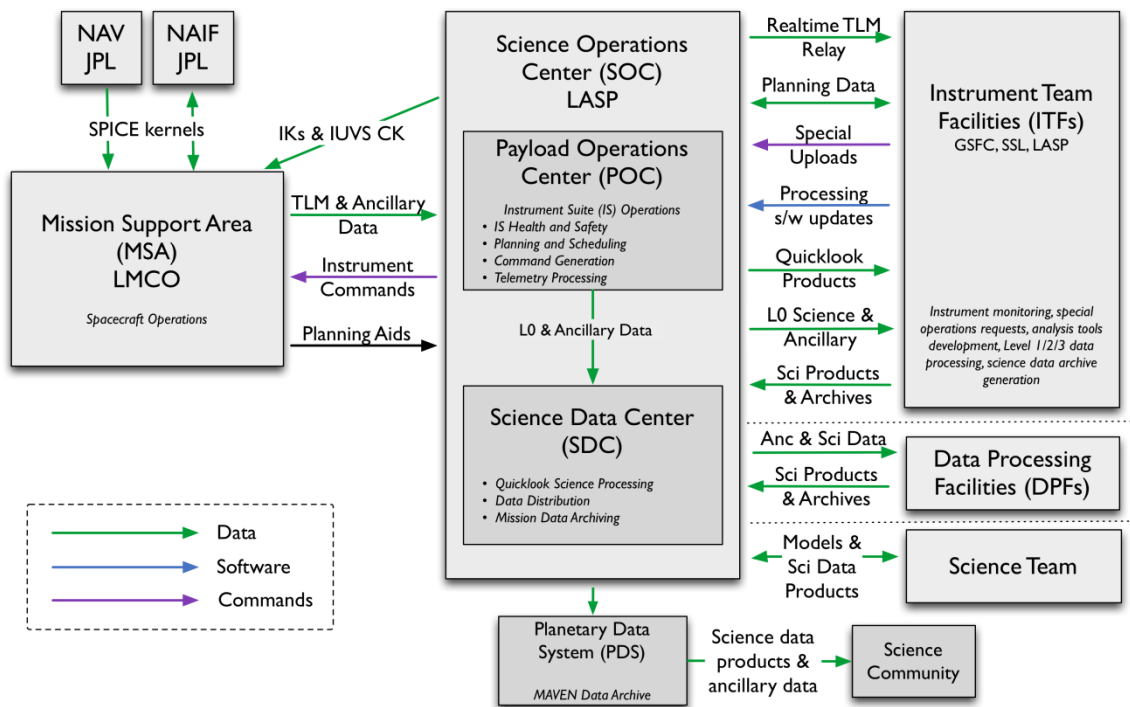 NAV
JPL
NAIF
JPL
SPICE kernels
IKs & IUVS CK
Mission Support Area
(MSA)
LMCO
Spacecraft Operations
TLM & Ancillary
Data
Instrument
Commands
Planning Aids
Science Operations
Center (SOC)
LASP
Payload Operations
Center (POC)
Instrument Suite (IS) Operations
• IS Health and Safety
• Planning and Scheduling
• Command Generation
• Telemetry Processing
L0 & Ancillary Data
Science Data Center
(SDC)
• Quicklook Science Processing
• Data Distribution
• Mission Data Archiving
Realtime TLM
Relay
Planning Data
Special
Uploads
Processing
s/w updates
Quicklook
Products
L0 Science &
Ancillary
Sci Products
& Archives
Instrument Team
Facilities (ITFs)
GSFC, SSL, LASP
Instrument monitoring, special
operations requests, analysis tools
development, Level 1/2/3 data
processing, science data archive
generation
Anc & Sci Data
Sci Products
& Archives
Data Processing
Facilities (DPFs)
Models &
Sci Data
Products
Science Team
Data
Software
Commands
Planetary Data
System (PDS)
MAVEN Data Archive
Science data
products &
ancillary data
Science
Community